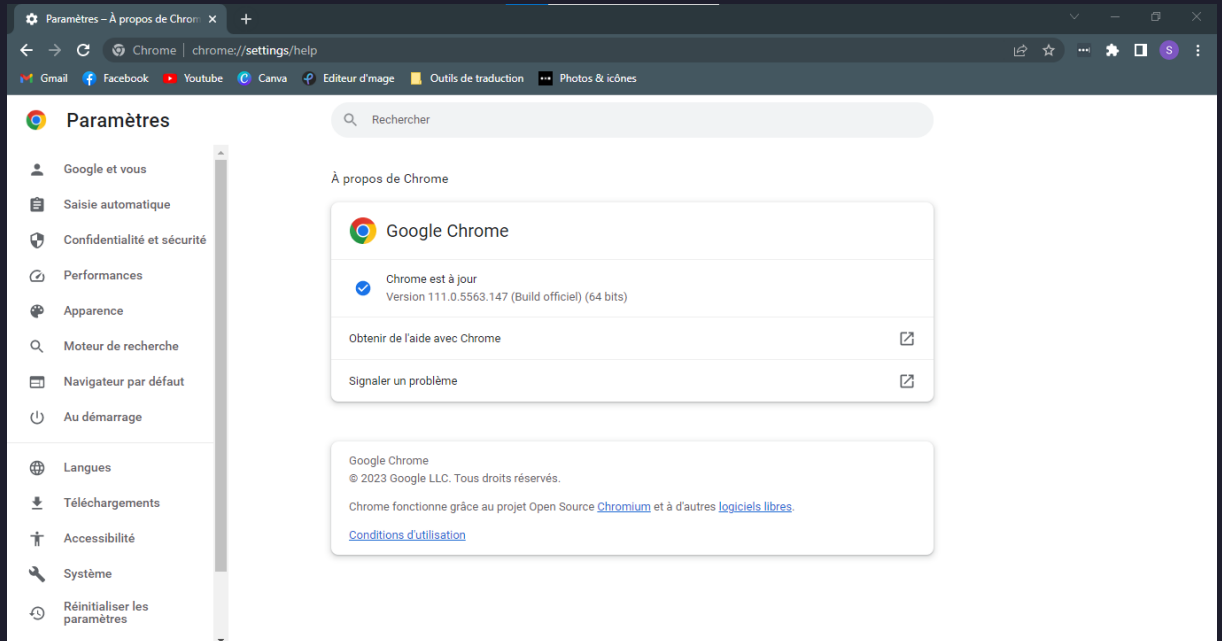 Paramètres – À propos de Chrom
Chrome chrome://settings/help
S
Gmail Facebook Youtube Canva Editeur d'mage Outils de traduction Photos & icônes
Paramètres
Rechercher
Google et vous
Saisie automatique
Confidentialité et sécurité
Performances
Apparence
Moteur de recherche
Navigateur par défaut
Au démarrage
Langues
Téléchargements
Accessibilité
Système
Réinitialiser les
paramètres
À propos de Chrome
Google Chrome
Chrome est à jour
Version 111.0.5563.147 (Build officiel) (64 bits)
Obtenir de l'aide avec Chrome
Signaler un problème
Google Chrome
© 2023 Google LLC. Tous droits réservés.
Chrome fonctionne grâce au projet Open Source Chromium et à d'autres logiciels libres.
Conditions d'utilisation